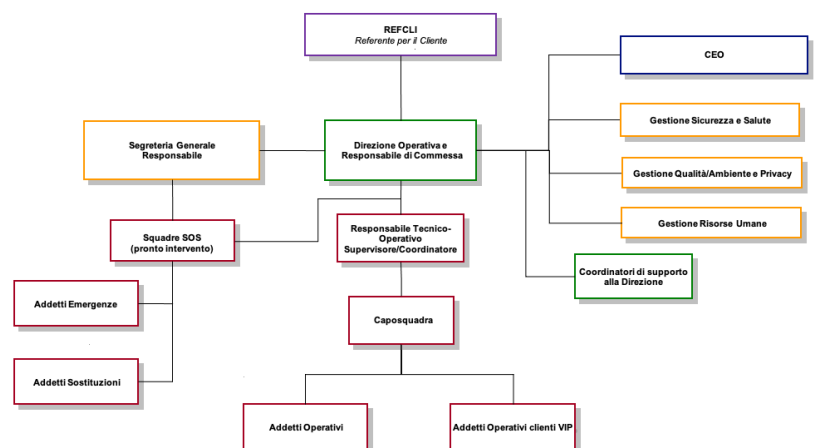 REFCLI
Referente per il Cliente
CEO
Gestione Sicurezza e Salute
Segreteria Generale
Responsabile
Direzione Operativa e
Responsabile di Commessa
Gestione Qualità/Ambiente e Privacy
Gestione Risorse Umane
Squadre SOS
(pronto intervento)
Responsabile Tecnico-
Operativo
Supervisore/Coordinatore
Coordinatori di supporto
alla Direzione
Addetti Emergenze
Caposquadra
Addetti Sostituzioni
Addetti Operativi
Addetti Operativi clienti VIP